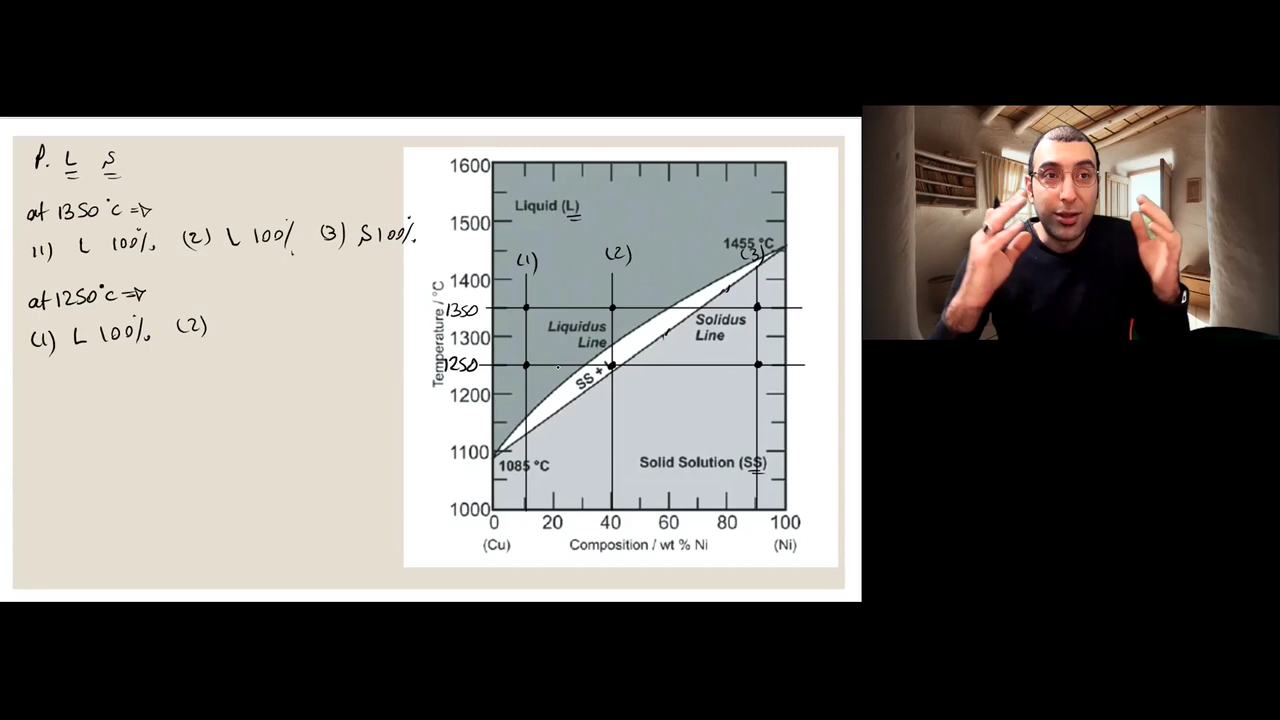 P. L S
at 1350°C ⇒
(1) L 100% (2) L 100% (3) S 100%
at 1250°C ⇒
(1) L 100% (2)
1600
Liquid (L)
1500
1455 °C
(1) (2) (3)
1400
1350
1300
Liquidus Line
Solidus Line
1250
SS + L
1200
1100
1085 °C
Solid Solution (SS)
1000
Temperature / °C
0 20 40 60 80 100
(Cu) Composition / wt % Ni (Ni)